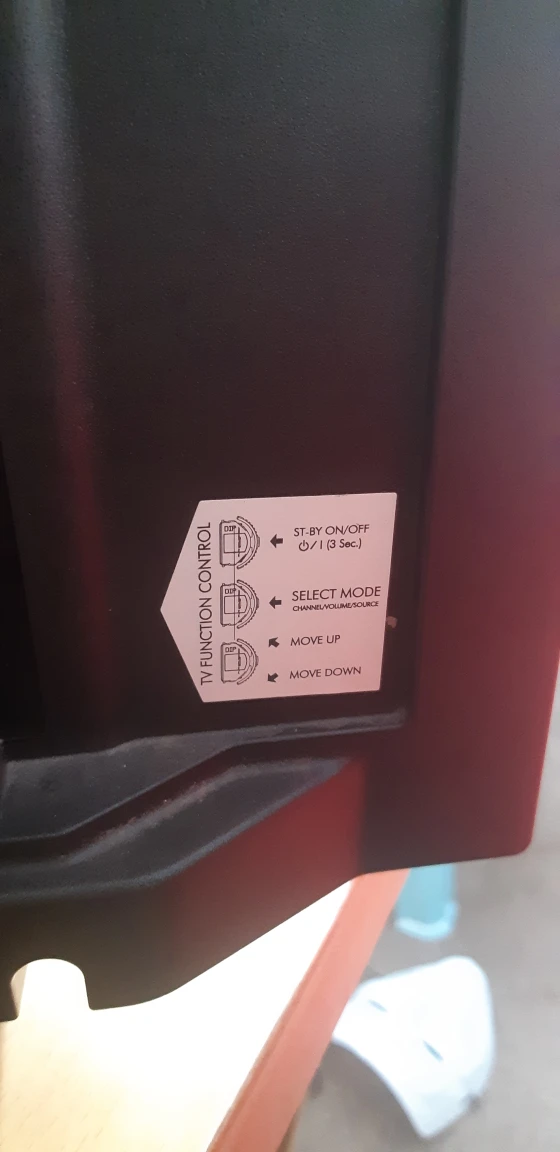 TV FUNCTION CONTROL
DIP
ST-BY ON/OFF
⏻/I (3 Sec.)
DIP
SELECT MODE
CHANNEL/VOLUME/SOURCE
DIP
MOVE UP
MOVE DOWN